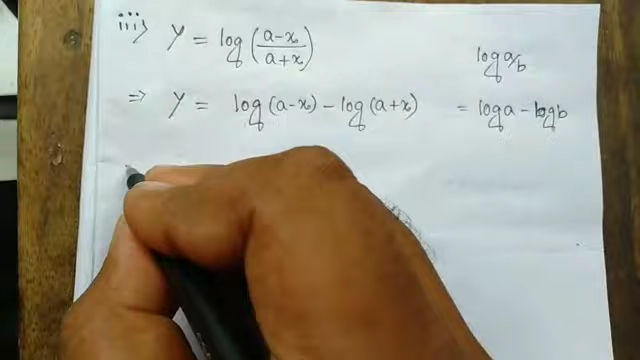 iii) y = log(a-x/a+x)
log a/b
⇒ y = log(a-x) - log(a+x)
= log a - log b